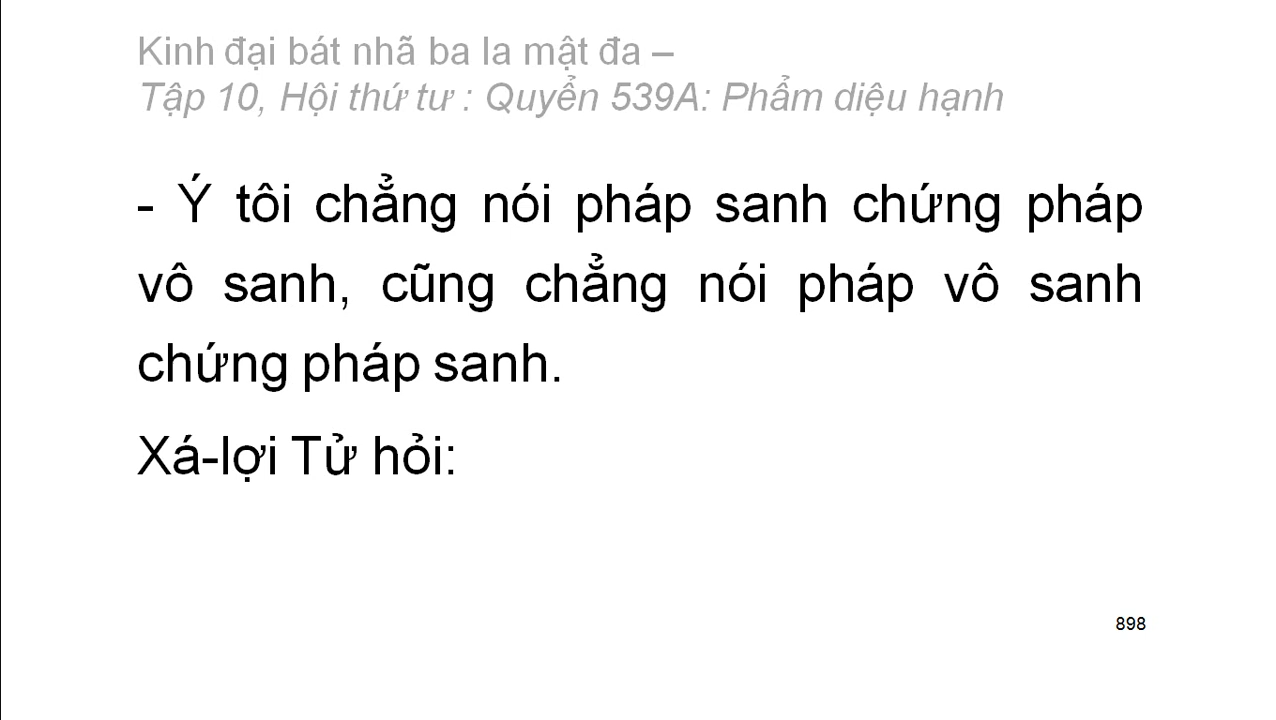 Kinh đại bát nhã ba la mật đa –
Tập 10, Hội thứ tư : Quyển 539A: Phẩm diệu hạnh
- Ý tôi chẳng nói pháp sanh chứng pháp
vô sanh, cũng chẳng nói pháp vô sanh
chứng pháp sanh.
Xá-lợi Tử hỏi:
898